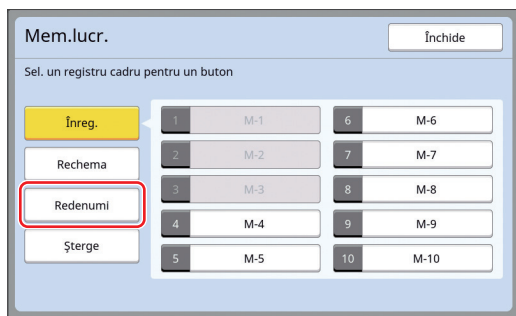 Mem.lucr.
Închide
Sel. un registru cadru pentru un buton
Înreg.
Rechema
Redenumi
Şterge
1 M-1
2 M-2
3 M-3
4 M-4
5 M-5
6 M-6
7 M-7
8 M-8
9 M-9
10 M-10